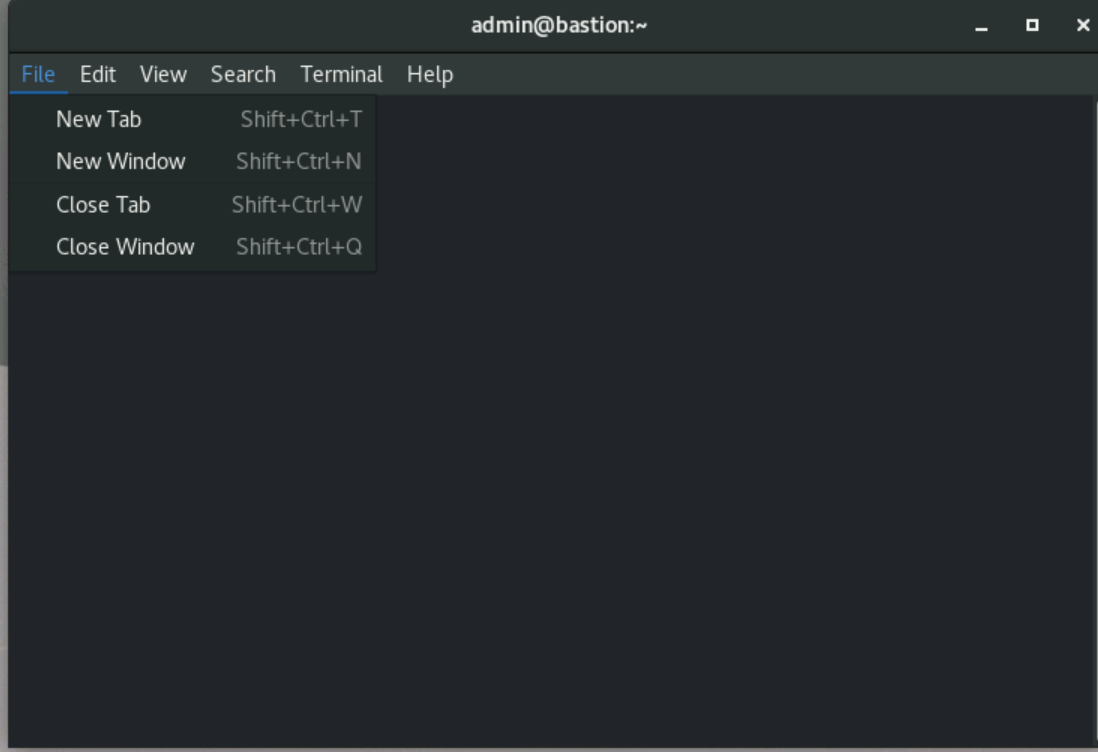 admin@bastion:~
File Edit View Search Terminal Help
New Tab Shift+Ctrl+T
New Window Shift+Ctrl+N
Close Tab Shift+Ctrl+W
Close Window Shift+Ctrl+Q